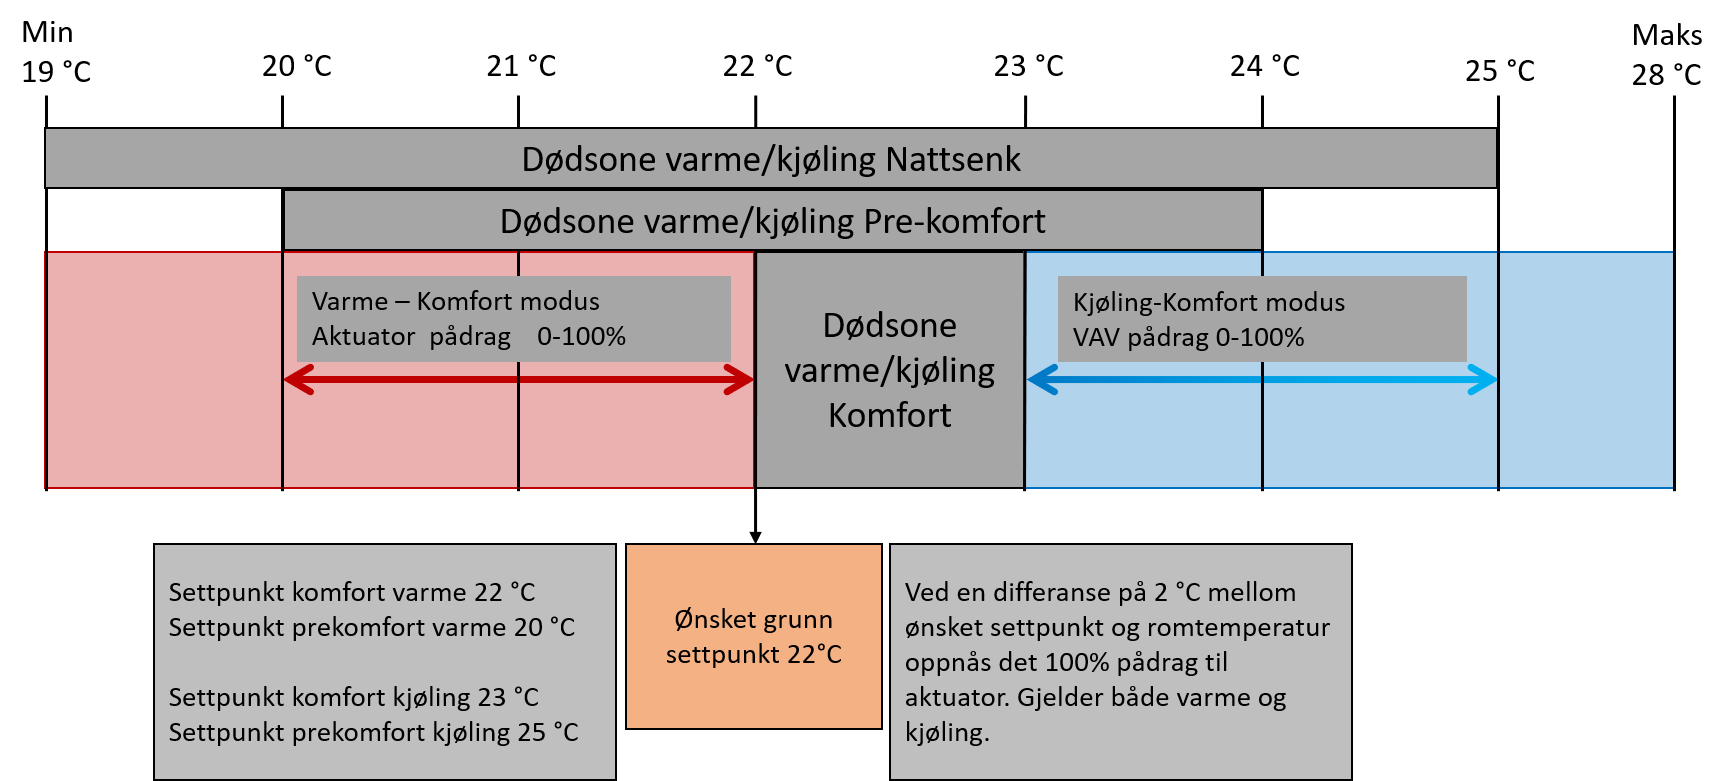 Min
19 °C
20 °C
21 °C
22 °C
23 °C
24 °C
25 °C
Maks
28 °C
Dødsone varme/kjøling Nattsenk
Dødsone varme/kjøling Pre-komfort
Varme – Komfort modus
Aktuator pådrag 0-100%
Dødsone
varme/kjøling
Komfort
Kjøling-Komfort modus
VAV pådrag 0-100%
Settpunkt komfort varme 22 °C
Settpunkt prekomfort varme 20 °C
Settpunkt komfort kjøling 23 °C
Settpunkt prekomfort kjøling 25 °C
Ønsket grunn
settpunkt 22°C
Ved en differanse på 2 °C mellom
ønsket settpunkt og romtemperatur
oppnås det 100% pådrag til
aktuator. Gjelder både varme og
kjøling.